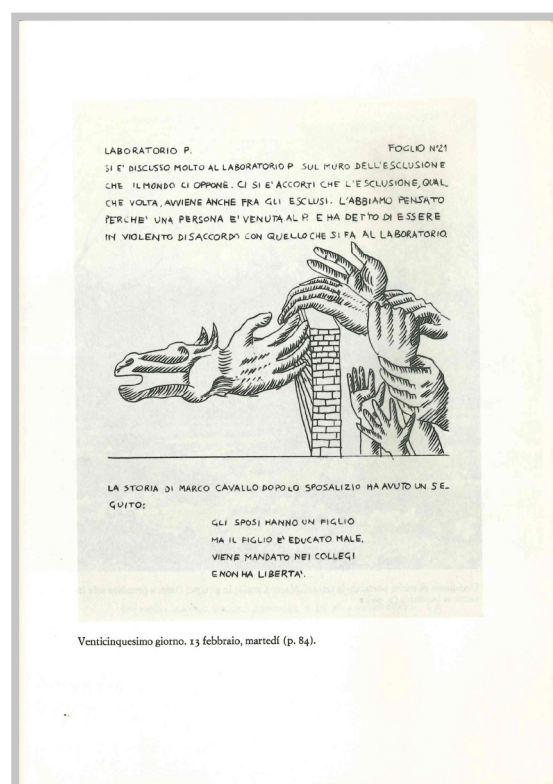 LABORATORIO P. FOGLIO N°21
SI E' DISCUSSO MOLTO AL LABORATORIO P SUL MURO DELL'ESCLUSIONE
CHE IL MONDO CI OPPONE. CI SI E' ACCORTI CHE L'ESCLUSIONE, QUAL_
CHE VOLTA, AVVIENE ANCHE FRA GLI ESCLUSI. L'ABBIAMO PENSATO
PERCHE' UNA PERSONA E' VENUTA AL P. E HA DETTO DI ESSERE
IN VIOLENTO DISACCORDO CON QUELLO CHE SI FA AL LABORATORIO
LA STORIA DI MARCO CAVALLO DOPO LO SPOSALIZIO HA AVUTO UN SE_
GUITO:
GLI SPOSI HANNO UN FIGLIO
MA IL FIGLIO E' EDUCATO MALE,
VIENE MANDATO NEI COLLEGI
E NON HA LIBERTA'.
Venticinquesimo giorno. 13 febbraio, martedí (p. 84).